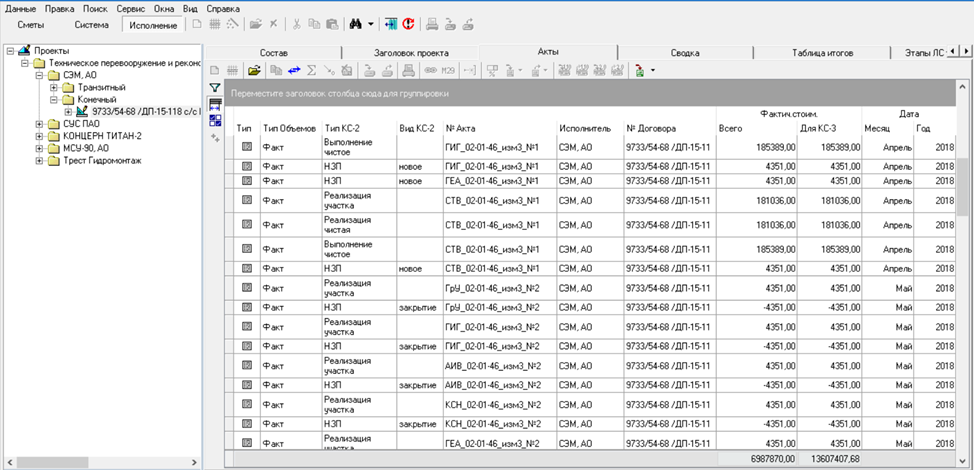 Данные Правка Поиск Сервис Окна Вид Справка
Сметы Система Исполнение
Проекты
Техническое перевооружение и реконс
СЭМ, АО
Транзитный
Конечный
9733/54-68 /ДП-15-118 с/с
СУС ПАО
КОНЦЕРН ТИТАН-2
МСУ-90, АО
Трест Гидромонтаж
Состав Заголовок проекта Акты Сводка Таблица итогов Этапы ЛС
М29
Переместите заголовок столбца сюда для группировки
Фактич.стоим. Дата
Тип Тип Объемов Тип КС-2 Вид КС-2 № Акта Исполнитель № Договора Всего Для КС-3 Месяц Год
Факт Выполнение чистое ГИГ_02-01-46_изм3_№1 СЭМ, АО 9733/54-68 /ДП-15-11 185389,00 185389,00 Апрель 2018
Факт НЗП новое ГИГ_02-01-46_изм3_№1 СЭМ, АО 9733/54-68 /ДП-15-11 4351,00 4351,00 Апрель 2018
Факт НЗП новое ГЕА_02-01-46_изм3_№1 СЭМ, АО 9733/54-68 /ДП-15-11 4351,00 4351,00 Апрель 2018
Факт Реализация участка СТВ_02-01-46_изм3_№1 СЭМ, АО 9733/54-68 /ДП-15-11 181036,00 181036,00 Апрель 2018
Факт Реализация чистая СТВ_02-01-46_изм3_№1 СЭМ, АО 9733/54-68 /ДП-15-11 181036,00 181036,00 Апрель 2018
Факт Выполнение чистое СТВ_02-01-46_изм3_№1 СЭМ, АО 9733/54-68 /ДП-15-11 185389,00 185389,00 Апрель 2018
Факт НЗП новое СТВ_02-01-46_изм3_№1 СЭМ, АО 9733/54-68 /ДП-15-11 4351,00 4351,00 Апрель 2018
Факт Реализация участка ГрУ_02-01-46_изм3_№2 СЭМ, АО 9733/54-68 /ДП-15-11 4351,00 4351,00 Май 2018
Факт НЗП закрытие ГрУ_02-01-46_изм3_№2 СЭМ, АО 9733/54-68 /ДП-15-11 -4351,00 -4351,00 Май 2018
Факт Реализация участка ГИГ_02-01-46_изм3_№2 СЭМ, АО 9733/54-68 /ДП-15-11 4351,00 4351,00 Май 2018
Факт НЗП закрытие ГИГ_02-01-46_изм3_№2 СЭМ, АО 9733/54-68 /ДП-15-11 -4351,00 -4351,00 Май 2018
Факт Реализация участка АИВ_02-01-46_изм3_№2 СЭМ, АО 9733/54-68 /ДП-15-11 4351,00 4351,00 Май 2018
Факт НЗП закрытие АИВ_02-01-46_изм3_№2 СЭМ, АО 9733/54-68 /ДП-15-11 -4351,00 -4351,00 Май 2018
Факт Реализация участка КСН_02-01-46_изм3_№2 СЭМ, АО 9733/54-68 /ДП-15-11 4351,00 4351,00 Май 2018
Факт НЗП закрытие КСН_02-01-46_изм3_№2 СЭМ, АО 9733/54-68 /ДП-15-11 -4351,00 -4351,00 Май 2018
Факт Реализация участка ГЕА_02-01-46_изм3_№2 СЭМ, АО 9733/54-68 /ДП-15-11 4351,00 4351,00 Май 2018
6987870,00 13607407,68